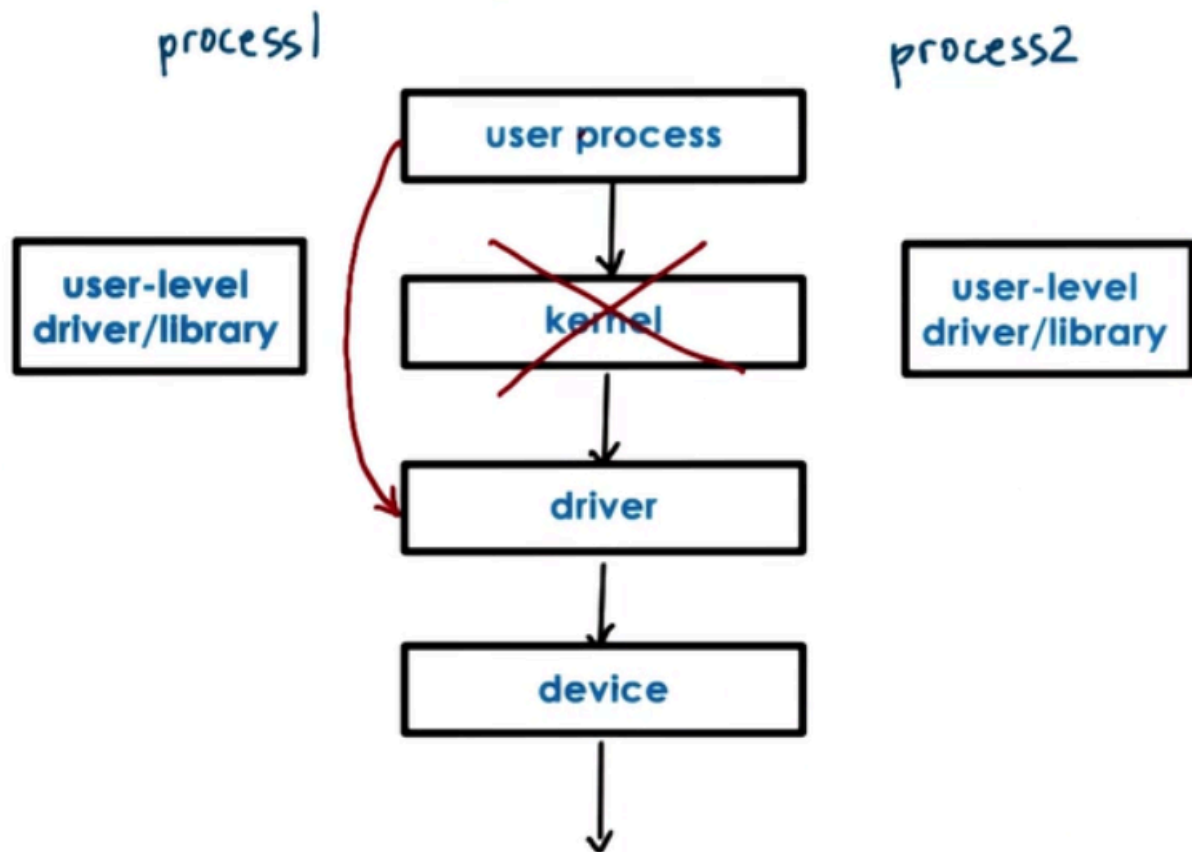 process1
process2
user process
user-level
driver/library
kernel
user-level
driver/library
driver
device